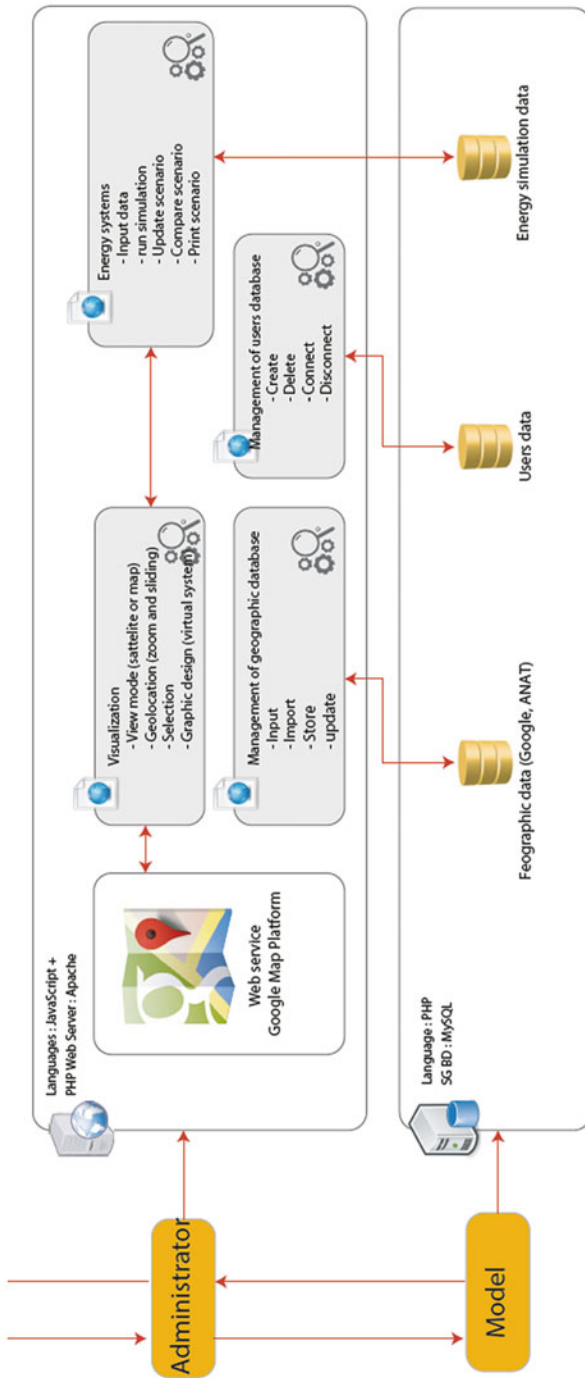 Administrator
Languages : JavaScript +
PHP Web Server : Apache
Web service
Google Map Platform
Visualization
- View mode (sattelite or map)
- Geolocation (zoom and sliding)
- Selection
- Graphic design (virtual system)
Energy systems
- Input data
- run simulation
- Update scenario
- Compare scenario
- Print scenario
Management of geographic database
- Input
- Import
- Store
- update
Management of users database
- Create
- Delete
- Connect
- Disconnect
Model
Language : PHP
SG BD : MySQL
Feographic data (Google, ANAT)
Users data
Energy simulation data